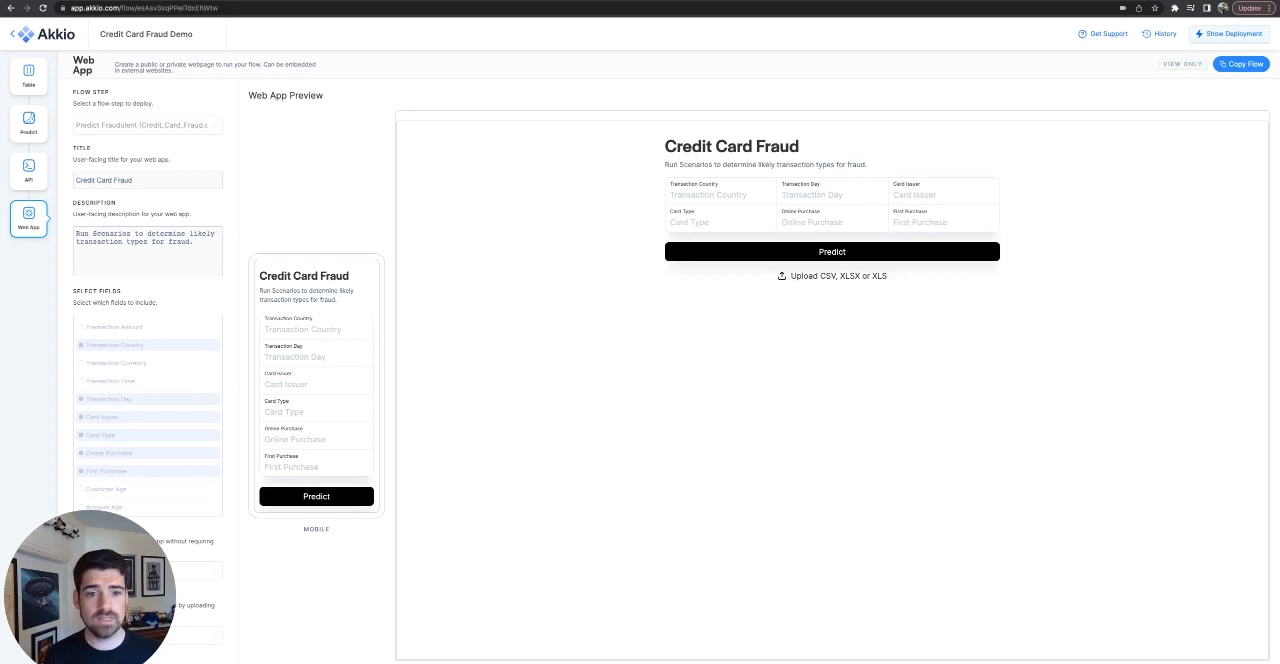 app.akkio.com/flow/esAsv3xqPPeITdxEhWtw
Update
Akkio
Credit Card Fraud Demo
Get Support
History
Show Deployment
Table
Predict
API
Web App
Web App
Create a public or private webpage to run your flow. Can be embedded
in external websites.
VIEW ONLY
Copy Flow
FLOW STEP
Select a flow step to deploy.
Predict Fraudulent (Credit_Card_Fraud.c
TITLE
User-facing title for your web app.
Credit Card Fraud
DESCRIPTION
User-facing description for your web app.
Run Scenarios to determine likely
transaction types for fraud.
SELECT FIELDS
Select which fields to include.
Transaction Amount
Transaction Country
Transaction Currency
Transaction Time
Transaction Day
Card Issuer
Card Type
Online Purchase
First Purchase
Customer Age
Account Age
without requiring
by uploading
Web App Preview
Credit Card Fraud
Run Scenarios to determine likely
transaction types for fraud.
Transaction Country
Transaction Country
Transaction Day
Transaction Day
Card Issuer
Card Issuer
Card Type
Card Type
Online Purchase
Online Purchase
First Purchase
First Purchase
Predict
MOBILE
Credit Card Fraud
Run Scenarios to determine likely transaction types for fraud.
Transaction Country Transaction Day Card Issuer
Transaction Country Transaction Day Card Issuer
Card Type Online Purchase First Purchase
Card Type Online Purchase First Purchase
Predict
Upload CSV, XLSX or XLS